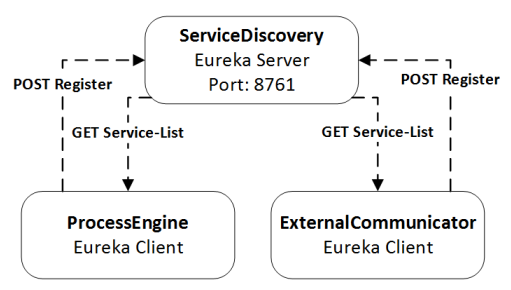 ServiceDiscovery
Eureka Server
Port: 8761
POST Register
POST Register
GET Service-List
GET Service-List
ProcessEngine
Eureka Client
ExternalCommunicator
Eureka Client